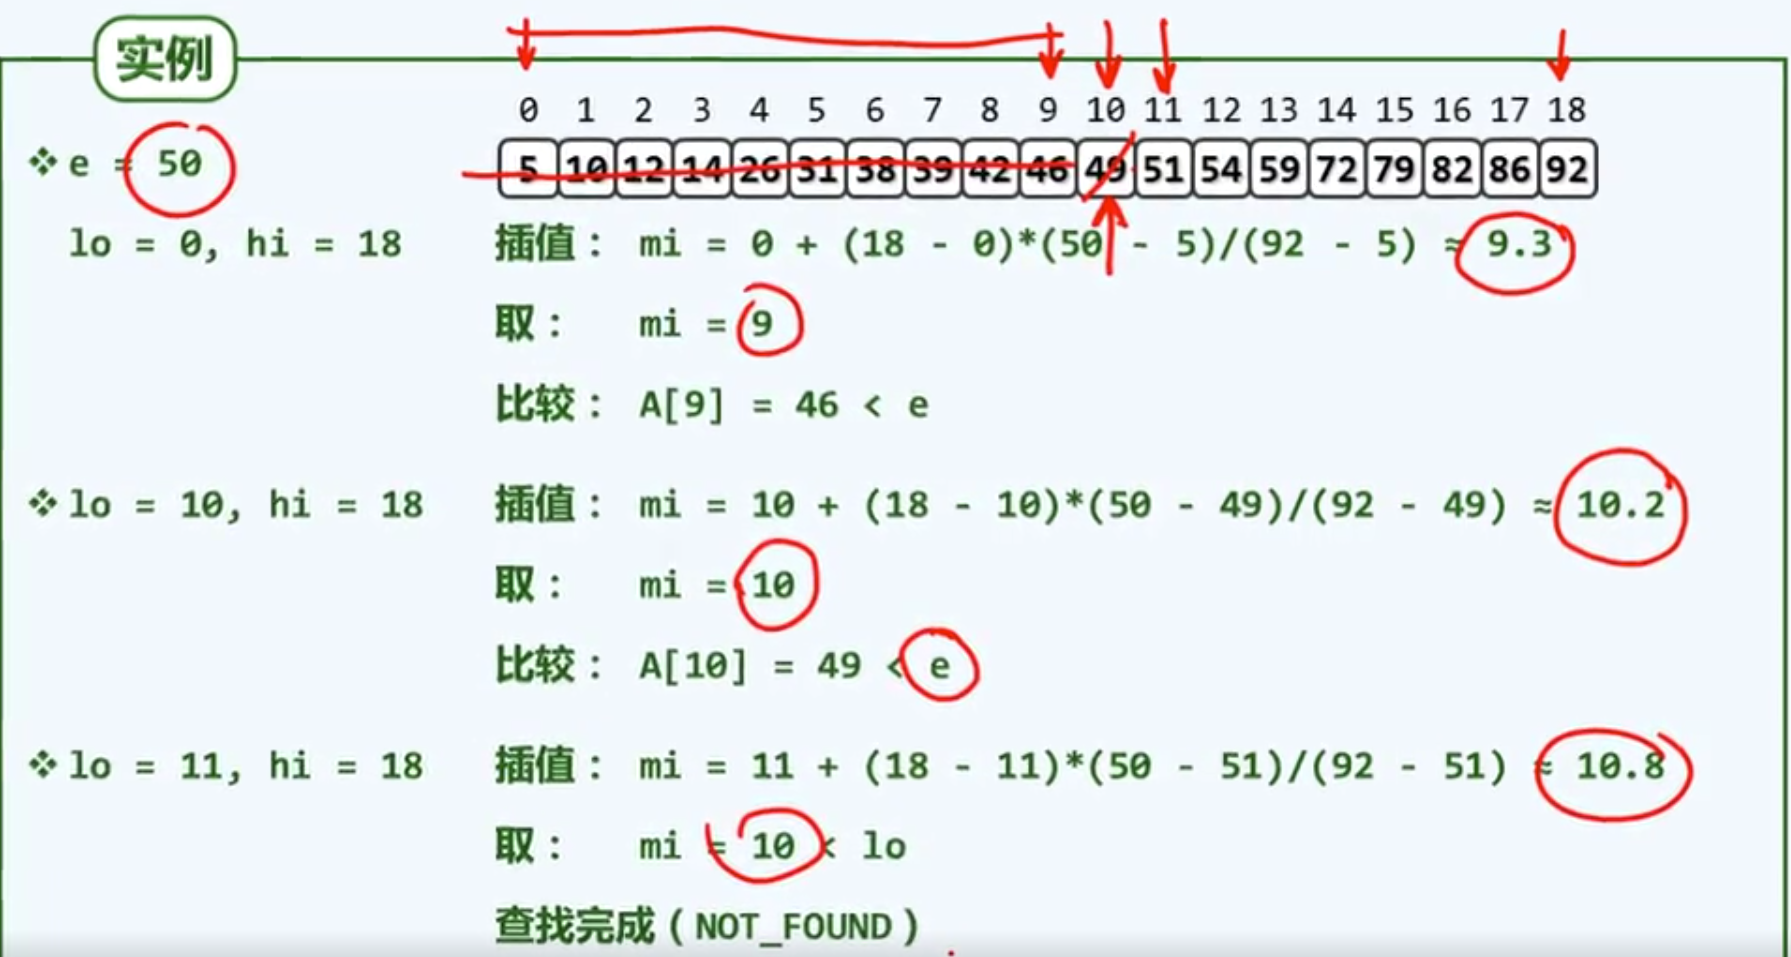 实例
0 1 2 3 4 5 6 7 8 9 10 11 12 13 14 15 16 17 18
❖ e = 50 5 10 12 14 26 31 38 39 42 46 49 51 54 59 72 79 82 86 92
lo = 0, hi = 18 插值： mi = 0 + (18 - 0)*(50 - 5)/(92 - 5) ≈ 9.3
取： mi = 9
比较： A[9] = 46 < e
❖ lo = 10, hi = 18 插值： mi = 10 + (18 - 10)*(50 - 49)/(92 - 49) ≈ 10.2
取： mi = 10
比较： A[10] = 49 < e
❖ lo = 11, hi = 18 插值： mi = 11 + (18 - 11)*(50 - 51)/(92 - 51) ≈ 10.8
取： mi = 10 < lo
查找完成(NOT_FOUND)